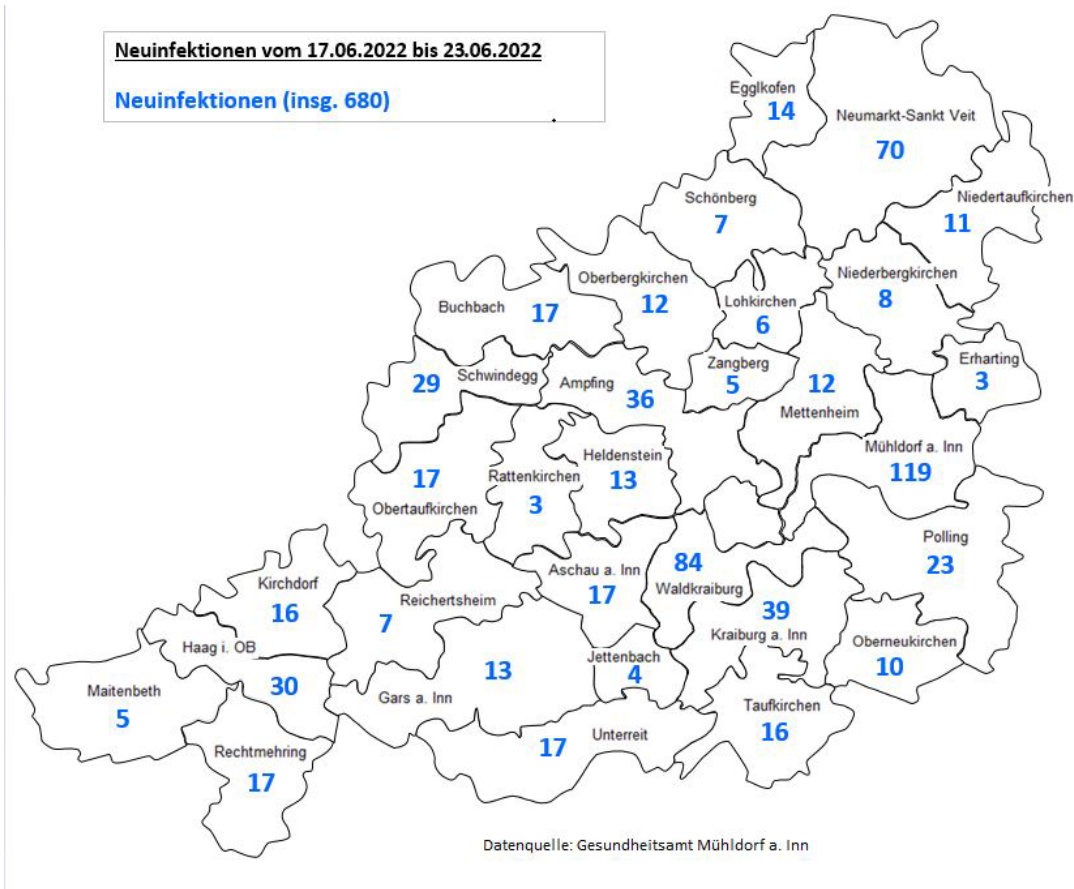 Neuinfektionen vom 17.06.2022 bis 23.06.2022
Neuinfektionen (insg. 680)
Egglkofen
14
Neumarkt-Sankt Veit
70
Schönberg
7
Niedertaufkirchen
11
Oberbergkirchen
12
Lohkirchen
6
Niederbergkirchen
8
Buchbach
17
29
Schwindegg
Ampfing
36
Zangberg
5
12
Mettenheim
Erharting
3
Mühldorf a. Inn
119
17
Obertaufkirchen
Rattenkirchen
3
Heldenstein
13
Polling
23
Kirchdorf
16
Reichertsheim
7
Aschau a. Inn
17
84
Waldkraiburg
39
Kraiburg a. Inn
Oberneukirchen
10
Haag i. OB
30
Maitenbeth
5
Gars a. Inn
13
Jettenbach
4
Taufkirchen
16
Rechtmehring
17
17
Unterreit
Datenquelle: Gesundheitsamt Mühldorf a. Inn